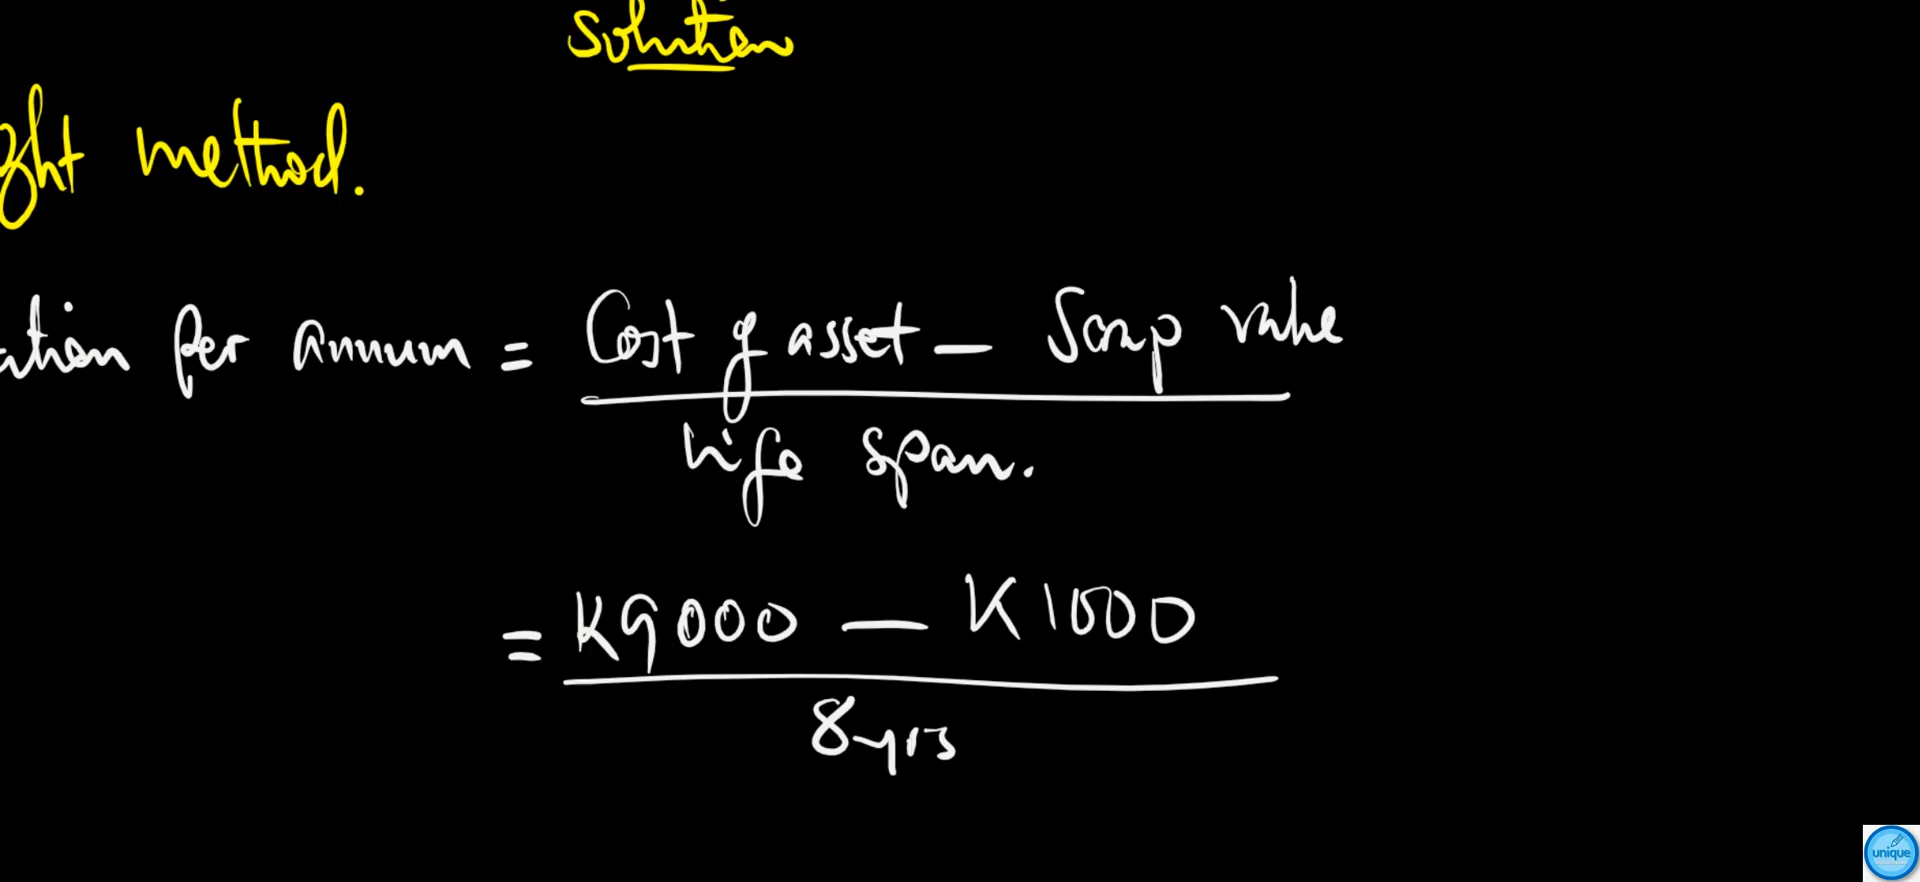 Solution
ght method.
ation Per annum = Cost of asset — Scrap value
life span.
= K9000 — K1000
8yrs
unique